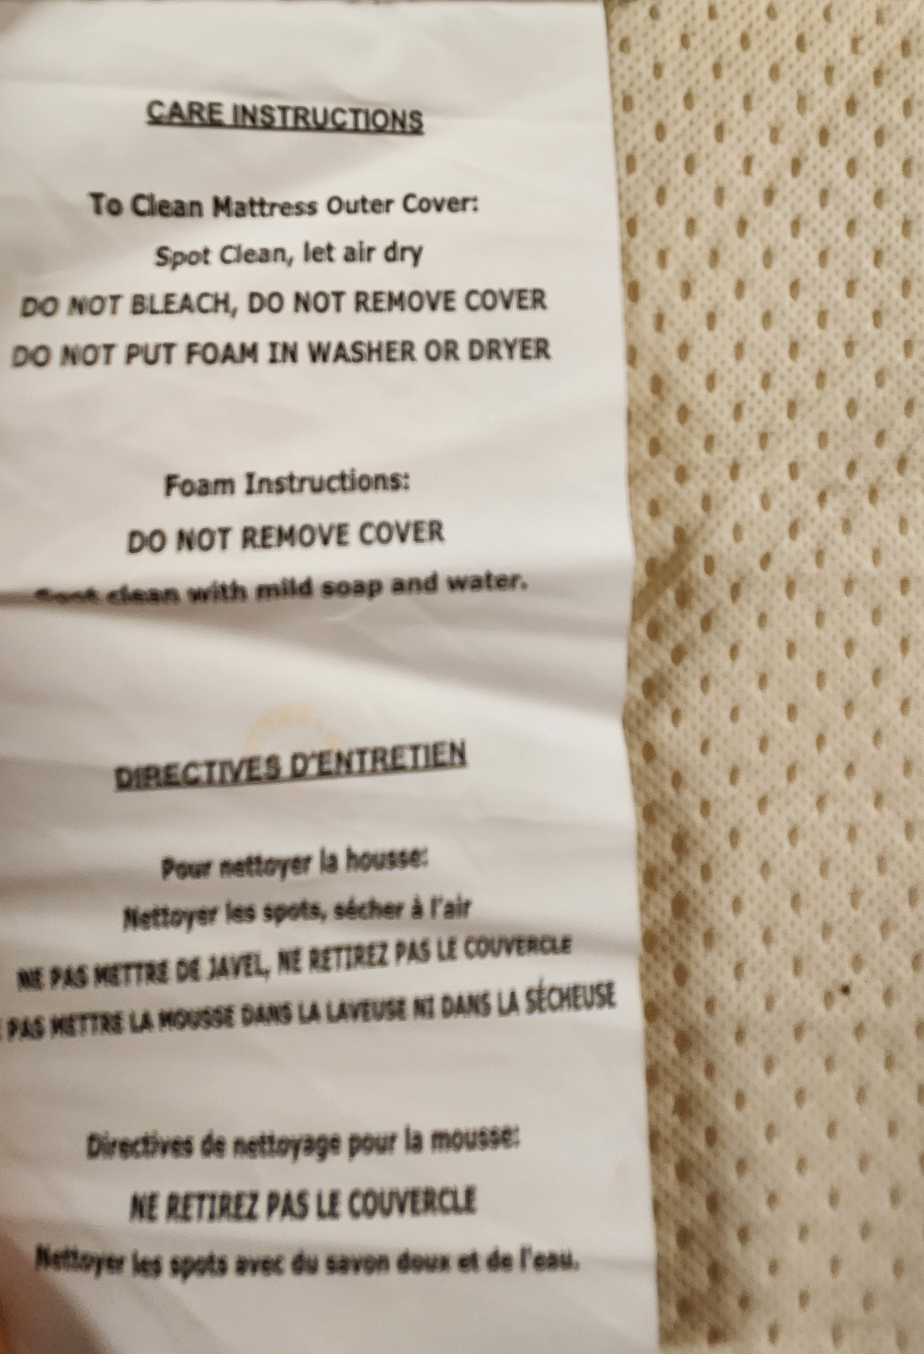 CARE INSTRUCTIONS
To Clean Mattress Outer Cover:
Spot Clean, let air dry
DO NOT BLEACH, DO NOT REMOVE COVER
DO NOT PUT FOAM IN WASHER OR DRYER
Foam Instructions:
DO NOT REMOVE COVER
Spot clean with mild soap and water.
DIRECTIVES D'ENTRETIEN
Pour nettoyer la housse:
Nettoyer les spots, sécher à l'air
NE PAS METTRE DE JAVEL, NE RETIREZ PAS LE COUVERCLE
PAS METTRE LA MOUSSE DANS LA LAVEUSE NI DANS LA SÉCHEUSE
Directives de nettoyage pour la mousse:
NE RETIREZ PAS LE COUVERCLE
Nettoyer les spots avec du savon doux et de l'eau.